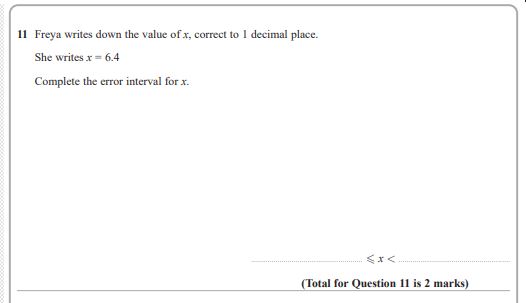 11 Freya writes down the value of x, correct to 1 decimal place.
She writes x = 6.4
Complete the error interval for x.
.............................. ⩽ x < ..............................
(Total for Question 11 is 2 marks)